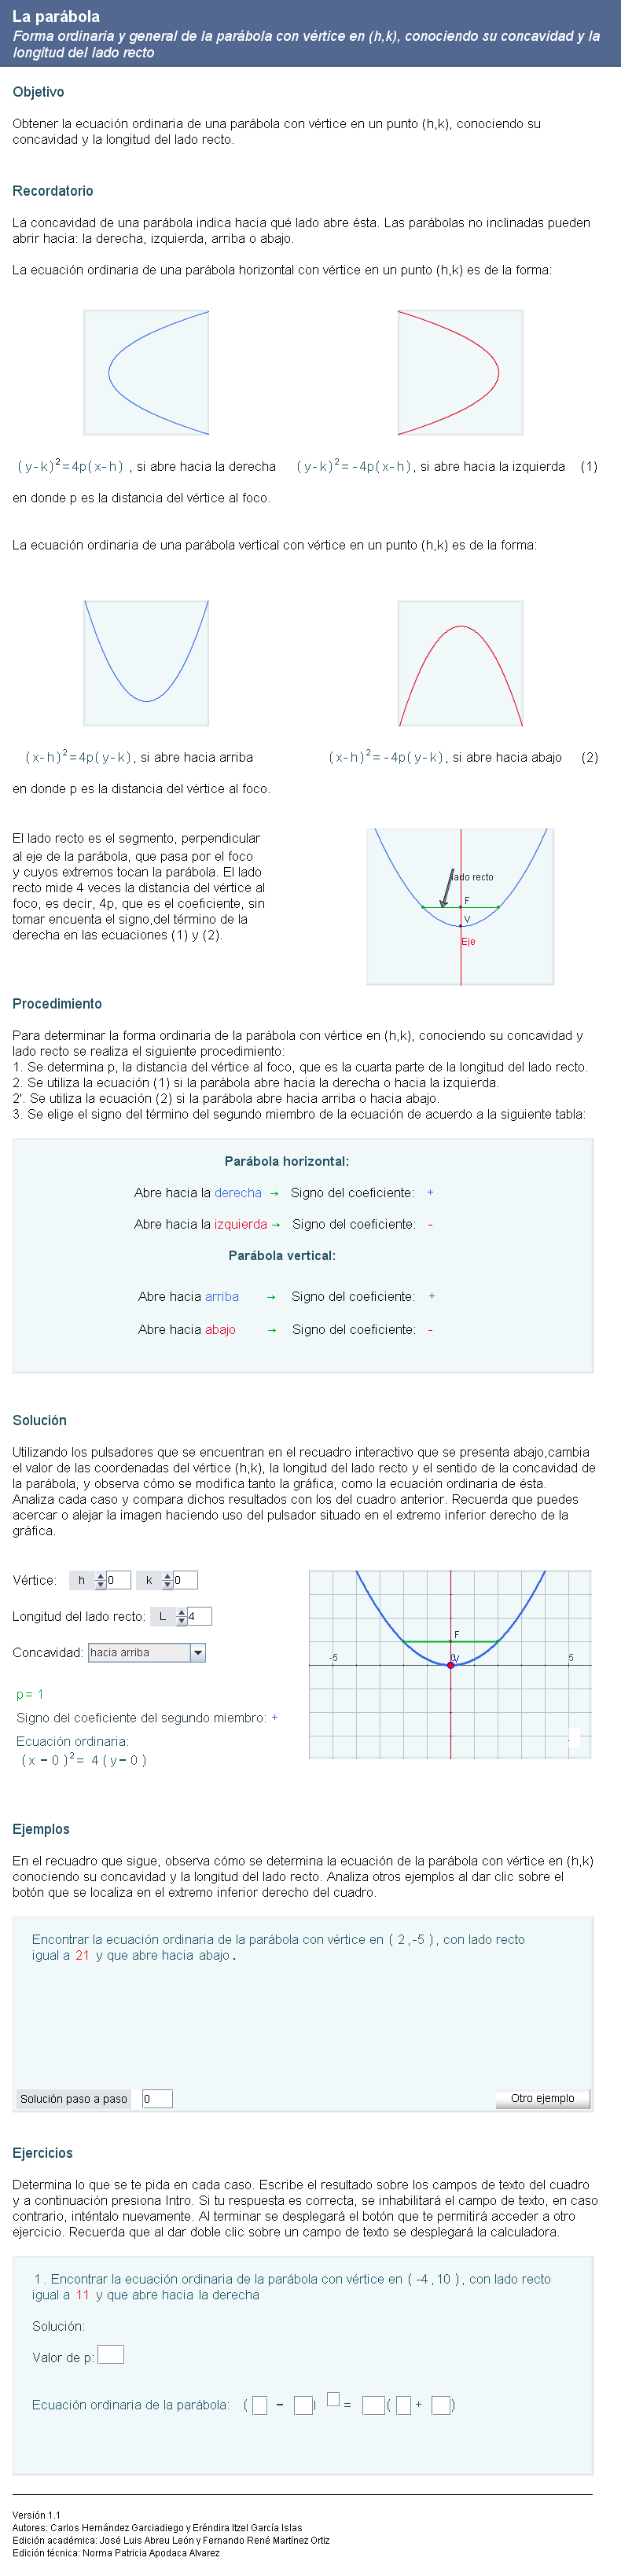 La parábola
Forma ordinaria y general de la parábola con vértice en (h,k), conociendo su concavidad y la
longitud del lado recto
Objetivo
Obtener la ecuación ordinaria de una parábola con vértice en un punto (h,k), conociendo su
concavidad y la longitud del lado recto.
Recordatorio
La concavidad de una parábola indica hacia qué lado abre ésta. Las parábolas no inclinadas pueden
abrir hacia: la derecha, izquierda, arriba o abajo.
La ecuación ordinaria de una parábola horizontal con vértice en un punto (h,k) es de la forma:
(y-k)²=4p(x-h) , si abre hacia la derecha (y-k)²=-4p(x-h), si abre hacia la izquierda (1)
en donde p es la distancia del vértice al foco.
La ecuación ordinaria de una parábola vertical con vértice en un punto (h,k) es de la forma:
(x-h)²=4p(y-k), si abre hacia arriba (x-h)²=-4p(y-k), si abre hacia abajo (2)
en donde p es la distancia del vértice al foco.
El lado recto es el segmento, perpendicular
al eje de la parábola, que pasa por el foco
y cuyos extremos tocan la parábola. El lado
recto mide 4 veces la distancia del vértice al
foco, es decir, 4p, que es el coeficiente, sin
tomar encuenta el signo,del término de la
derecha en las ecuaciones (1) y (2).
lado recto
F
V
Eje
Procedimiento
Para determinar la forma ordinaria de la parábola con vértice en (h,k), conociendo su concavidad y
lado recto se realiza el siguiente procedimiento:
1. Se determina p, la distancia del vértice al foco, que es la cuarta parte de la longitud del lado recto.
2. Se utiliza la ecuación (1) si la parábola abre hacia la derecha o hacia la izquierda.
2'. Se utiliza la ecuación (2) si la parábola abre hacia arriba o hacia abajo.
3. Se elige el signo del término del segundo miembro de la ecuación de acuerdo a la siguiente tabla:
Parábola horizontal:
Abre hacia la derecha → Signo del coeficiente: +
Abre hacia la izquierda → Signo del coeficiente: -
Parábola vertical:
Abre hacia arriba → Signo del coeficiente: +
Abre hacia abajo → Signo del coeficiente: -
Solución
Utilizando los pulsadores que se encuentran en el recuadro interactivo que se presenta abajo,cambia
el valor de las coordenadas del vértice (h,k), la longitud del lado recto y el sentido de la concavidad de
la parábola, y observa cómo se modifica tanto la gráfica, como la ecuación ordinaria de ésta.
Analiza cada caso y compara dichos resultados con los del cuadro anterior. Recuerda que puedes
acercar o alejar la imagen haciendo uso del pulsador situado en el extremo inferior derecho de la
gráfica.
Vértice: h 0 k 0
Longitud del lado recto: L 4
Concavidad: hacia arriba
p= 1
Signo del coeficiente del segundo miembro: +
Ecuación ordinaria:
(x − 0)²= 4(y− 0)
F
-5 0 V 5
Ejemplos
En el recuadro que sigue, observa cómo se determina la ecuación de la parábola con vértice en (h,k)
conociendo su concavidad y la longitud del lado recto. Analiza otros ejemplos al dar clic sobre el
botón que se localiza en el extremo inferior derecho del cuadro.
Encontrar la ecuación ordinaria de la parábola con vértice en ( 2 ,-5 ), con lado recto
igual a 21 y que abre hacia abajo.
Solución paso a paso 0 Otro ejemplo
Ejercicios
Determina lo que se te pida en cada caso. Escribe el resultado sobre los campos de texto del cuadro
y a continuación presiona Intro. Si tu respuesta es correcta, se inhabilitará el campo de texto, en caso
contrario, inténtalo nuevamente. Al terminar se desplegará el botón que te permitirá acceder a otro
ejercicio. Recuerda que al dar doble clic sobre un campo de texto se desplegará la calculadora.
1. Encontrar la ecuación ordinaria de la parábola con vértice en ( -4 ,10 ), con lado recto
igual a 11 y que abre hacia la derecha
Solución:
Valor de p:
Ecuación ordinaria de la parábola: ( − ) = ( + )
Versión 1.1
Autores: Carlos Hernández Garciadiego y Eréndira Itzel García Islas
Edición académica: José Luis Abreu León y Fernando René Martínez Ortiz
Edición técnica: Norma Patricia Apodaca Alvarez